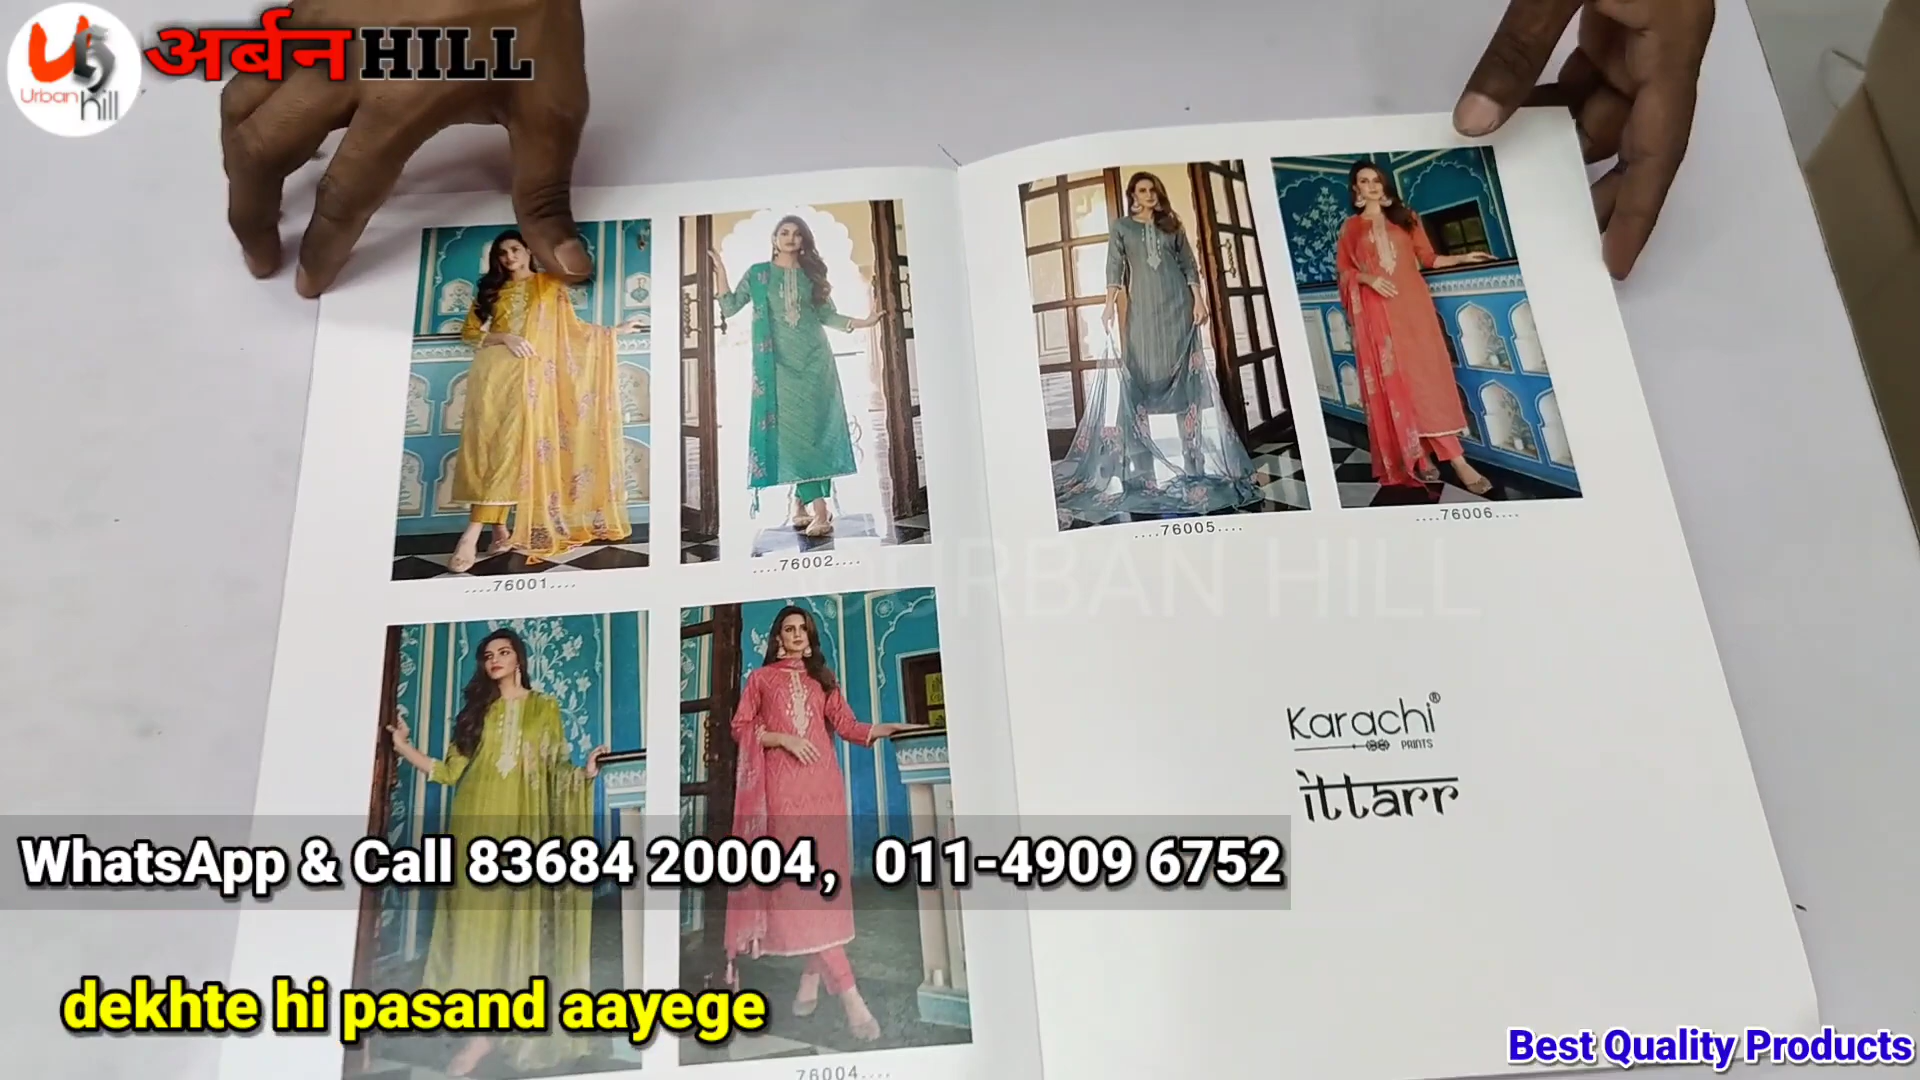 Urban
hill
अर्बन HILL
....76001....
....76002....
....76005....
....76006....
URBAN HILL
Karachi®
PRINTS
ittarr
WhatsApp & Call 83684 20004, 011-4909 6752
dekhte hi pasand aayege
....76004....
Best Quality Products